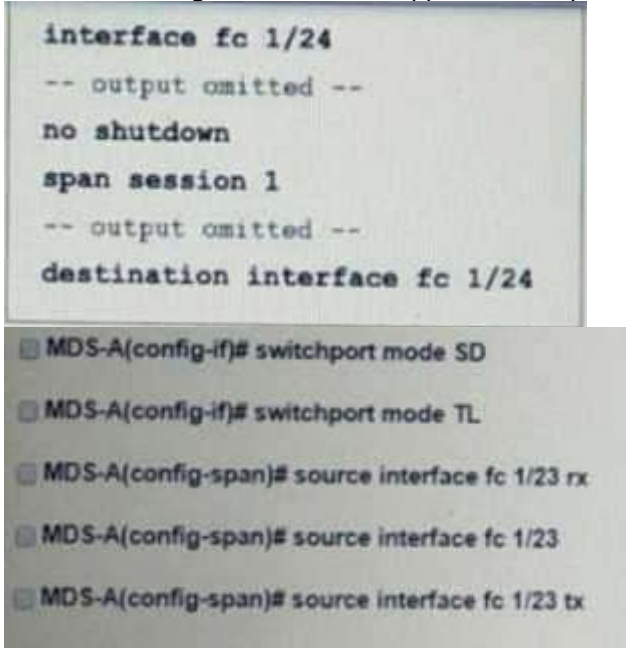 interface fc 1/24
-- output omitted --
no shutdown
span session 1
-- output omitted --
destination interface fc 1/24
MDS-A(config-if)# switchport mode SD
MDS-A(config-if)# switchport mode TL
MDS-A(config-span)# source interface fc 1/23 rx
MDS-A(config-span)# source interface fc 1/23
MDS-A(config-span)# source interface fc 1/23 tx